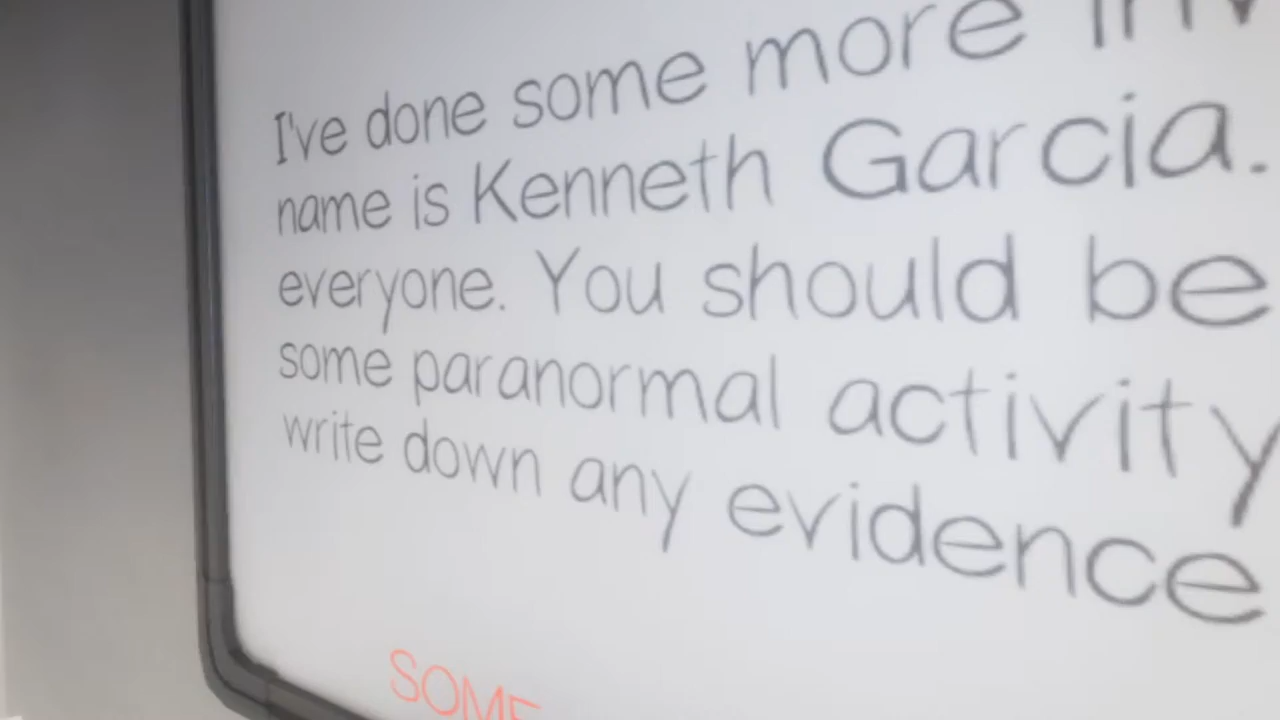 I've done some more
name is Kenneth Garcia.
everyone. You should be
some paranormal activity
write down any evidence
SOME